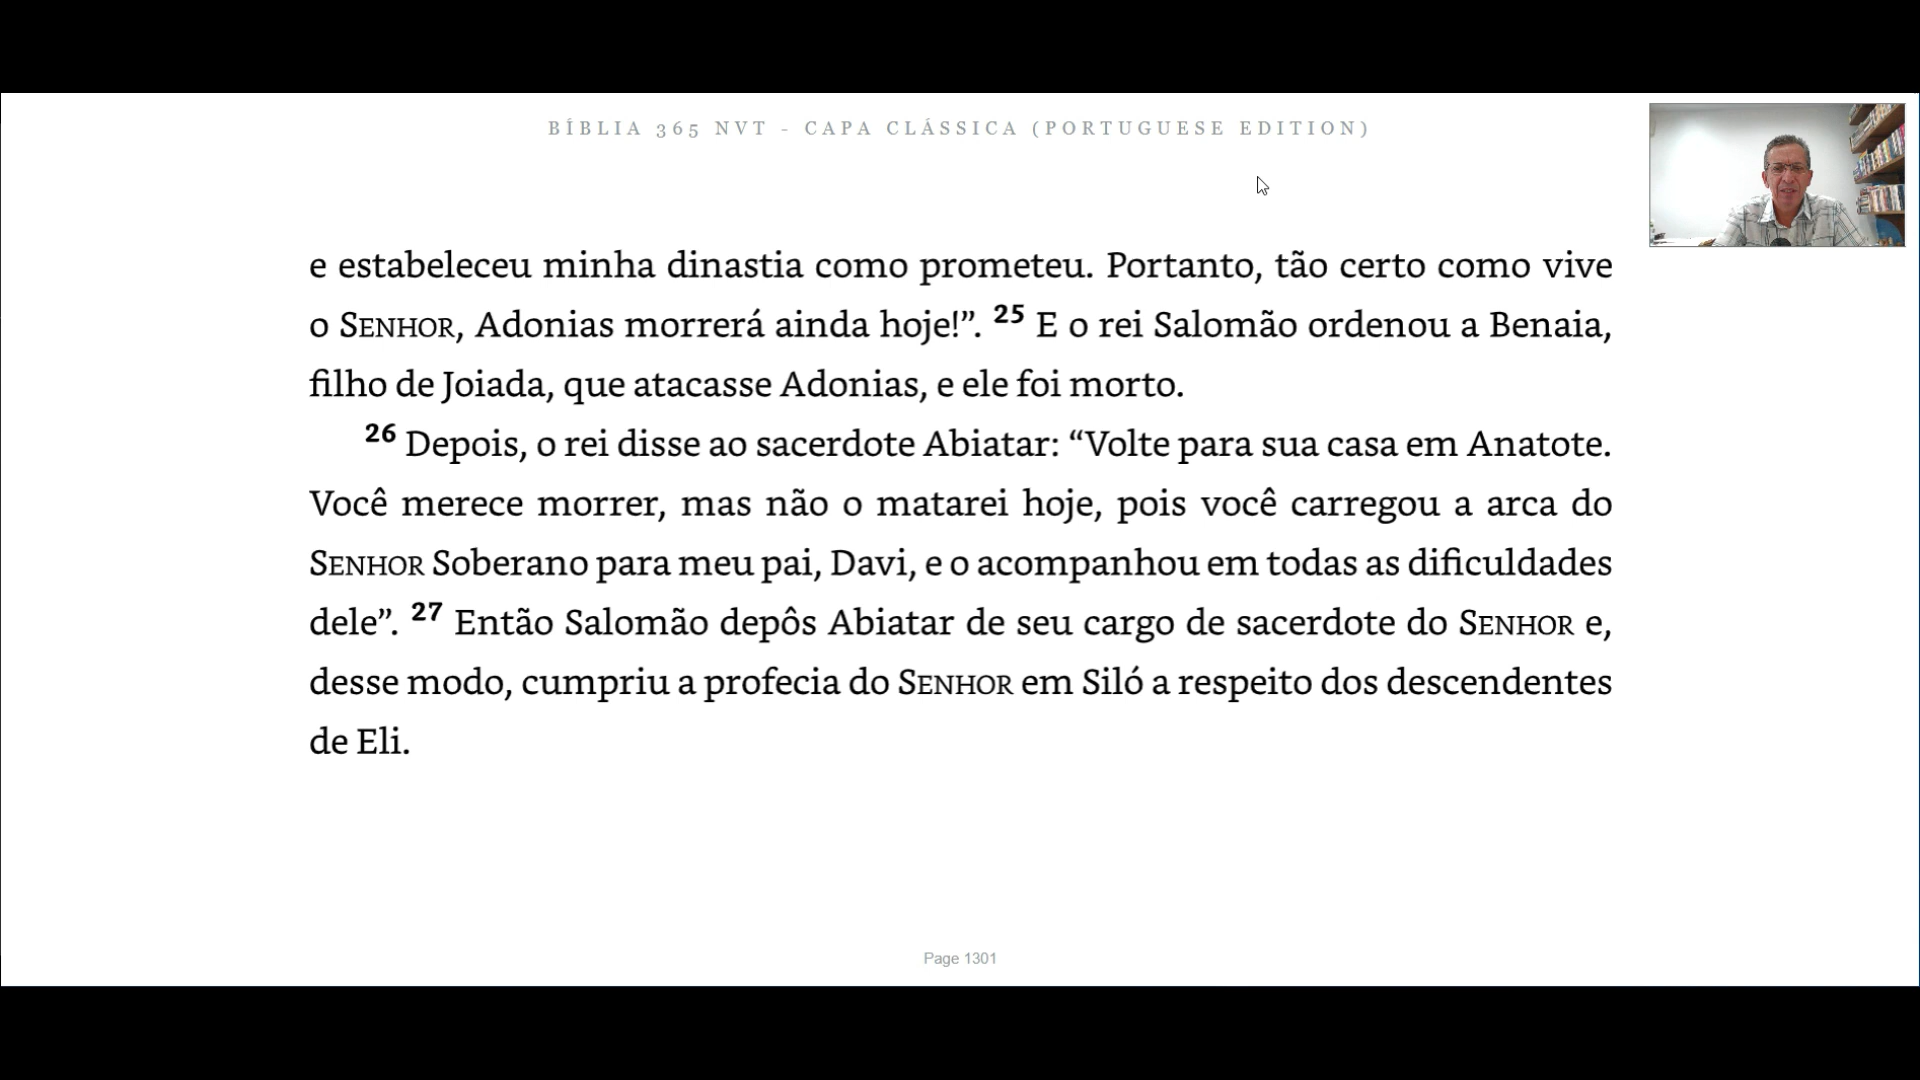 BÍBLIA 365 NVT - CAPA CLÁSSICA (PORTUGUESE EDITION)
e estabeleceu minha dinastia como prometeu. Portanto, tão certo como vive
o SENHOR, Adonias morrerá ainda hoje!”. 25 E o rei Salomão ordenou a Benaia,
filho de Joiada, que atacasse Adonias, e ele foi morto.
26 Depois, o rei disse ao sacerdote Abiatar: “Volte para sua casa em Anatote.
Você merece morrer, mas não o matarei hoje, pois você carregou a arca do
SENHOR Soberano para meu pai, Davi, e o acompanhou em todas as dificuldades
dele”. 27 Então Salomão depôs Abiatar de seu cargo de sacerdote do SENHOR e,
desse modo, cumpriu a profecia do SENHOR em Siló a respeito dos descendentes
de Eli.
Page 1301